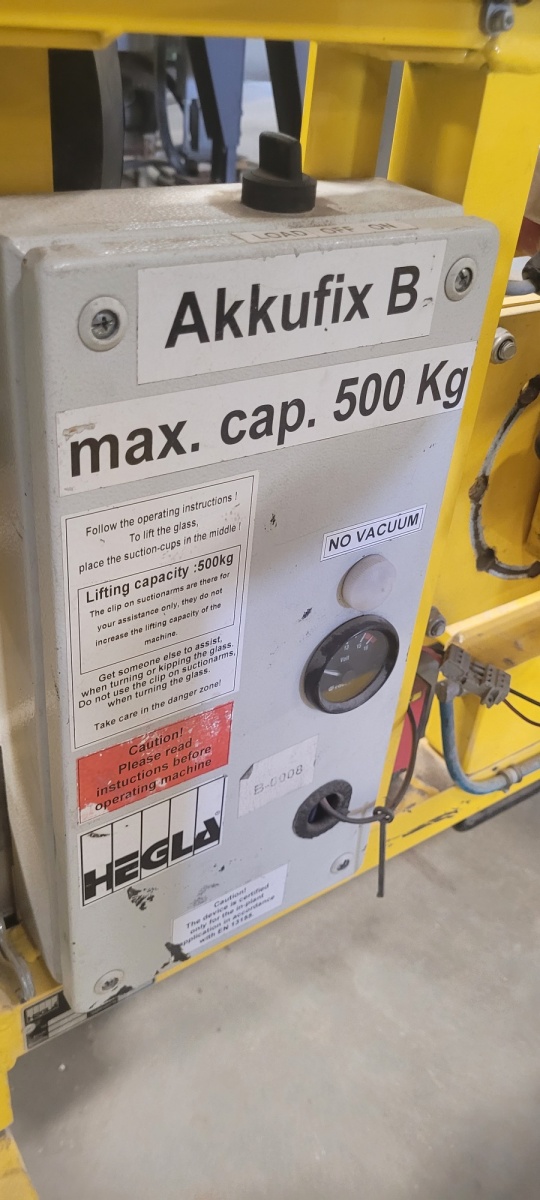 LOAD OFF ON
Akkufix B
max. cap. 500 Kg
Follow the operating instructions !
To lift the glass,
place the suction-cups in the middle !
Lifting capacity :500kg
The clip on suctionarms are there for
your assistance only, they do not
increase the lifting capacity of the
machine.
Get someone else to assist,
when turning or kipping the glass.
Do not use the clip on suctionarms,
when turning the glass.
Take care in the danger zone!
NO VACUUM
Caution!
Please read
instuctions before
operating machine
B-0008
HEGLA
Caution!
The device is certified
only for the in-plant
application in accordance
with EN 13155.